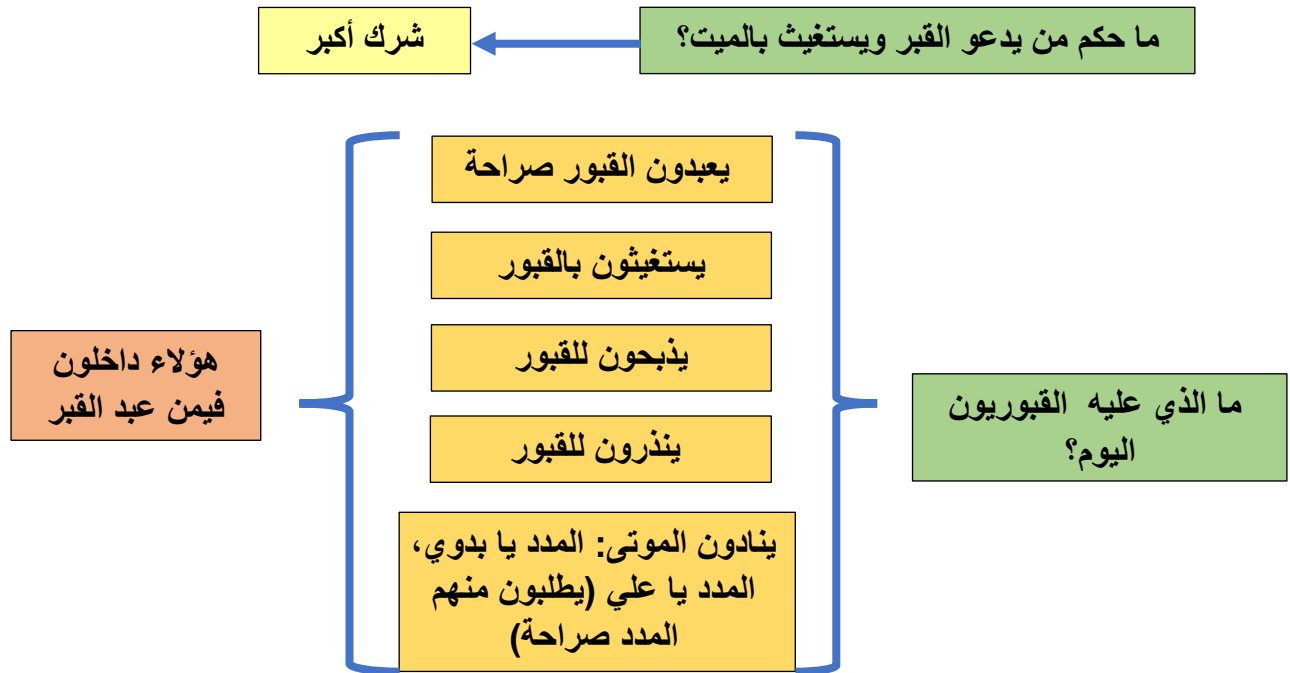 ما حكم من يدعو القبر ويستغيث بالميت؟
شرك أكبر
ما الذي عليه القبوريون
اليوم؟
يعبدون القبور صراحة
يستغيثون بالقبور
يذبحون للقبور
ينذرون للقبور
ينادون الموتى: المدد يا بدوي،
المدد يا علي (يطلبون منهم
المدد صراحة)
هؤلاء داخلون
فيمن عبد القبر